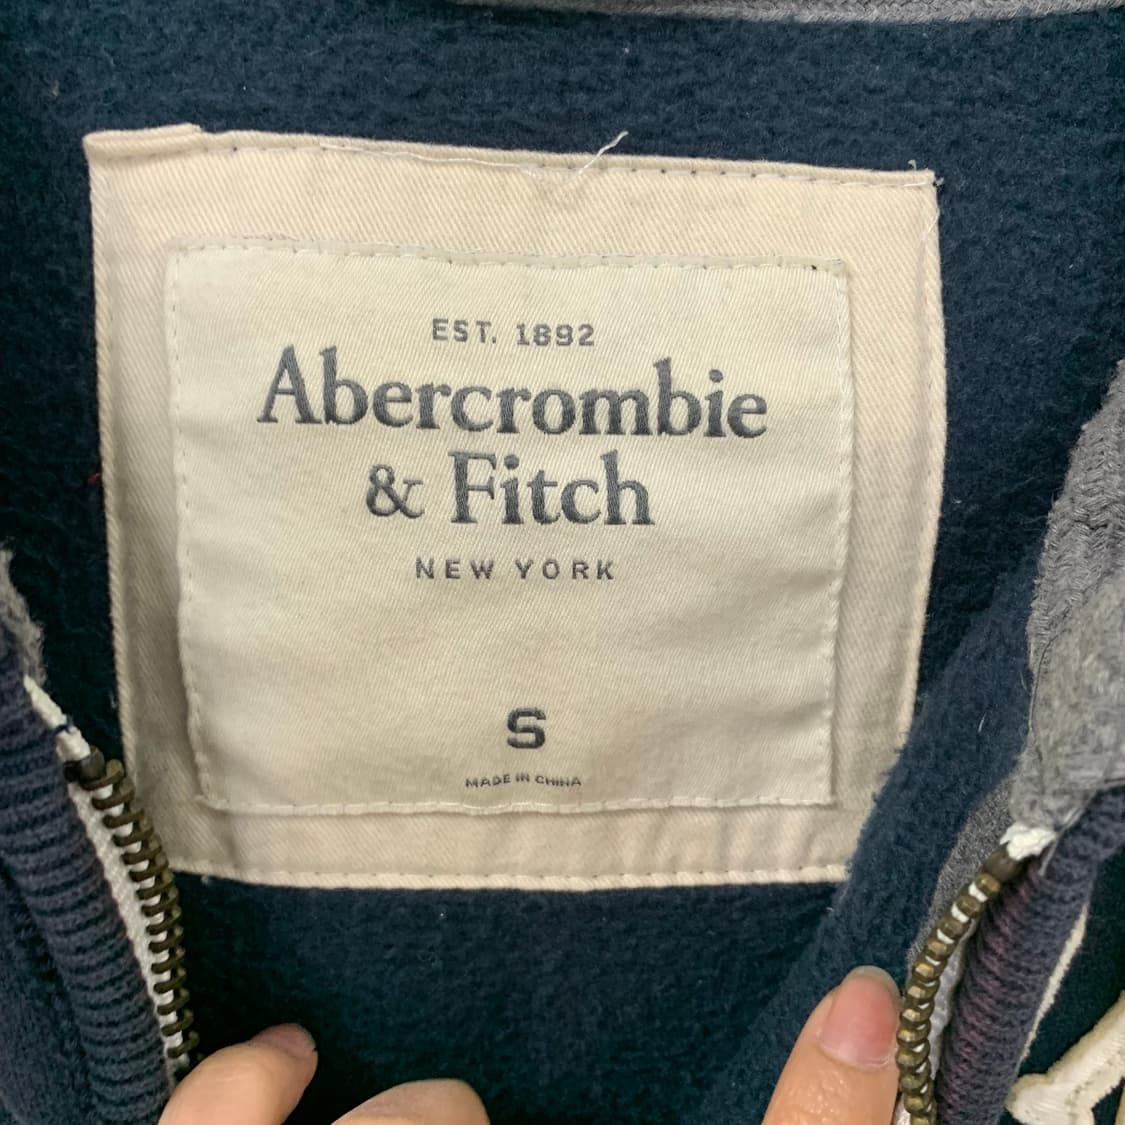 EST. 1892
Abercrombie
& Fitch
NEW YORK
S
MADE IN CHINA